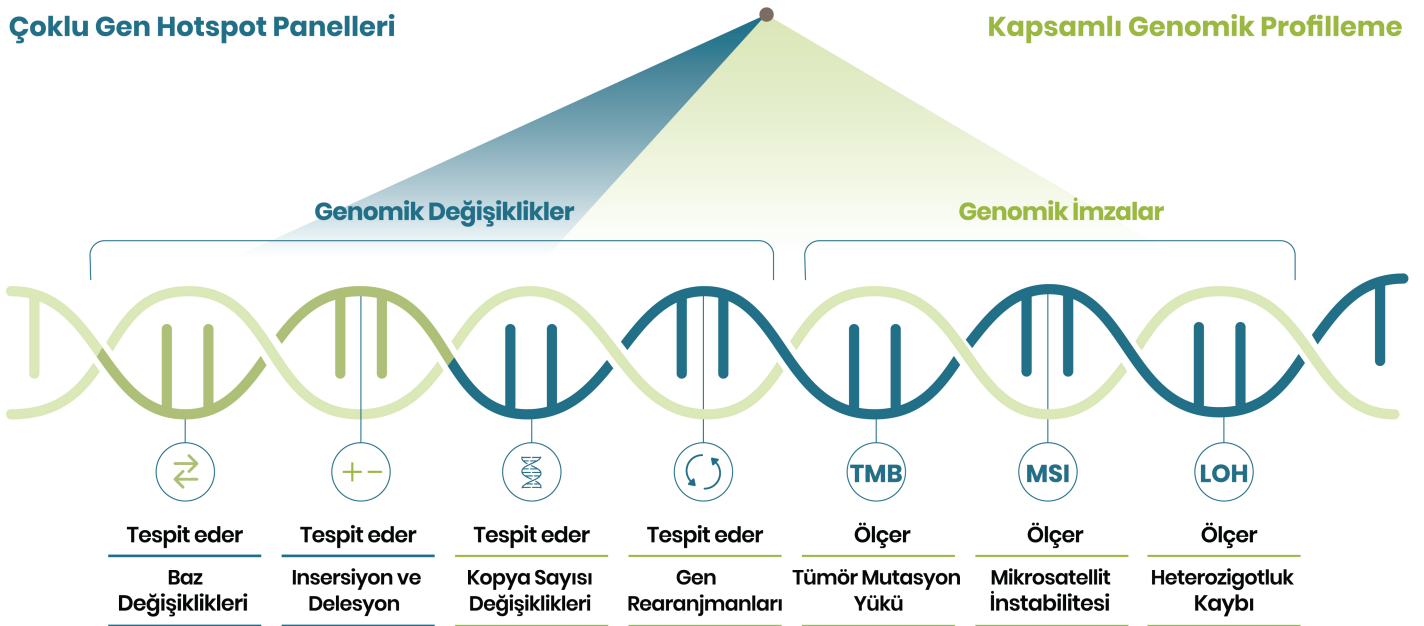 Çoklu Gen Hotspot Panelleri
Kapsamlı Genomik Profilleme
Genomik Değişiklikler
Genomik İmzalar
TMB
MSI
LOH
Tespit eder
Baz
Değişiklikleri
Tespit eder
Insersiyon ve
Delesyon
Tespit eder
Kopya Sayısı
Değişiklikleri
Tespit eder
Gen
Rearanjmanları
Ölçer
Tümör Mutasyon
Yükü
Ölçer
Mikrosatellit
İnstabilitesi
Ölçer
Heterozigotluk
Kaybı